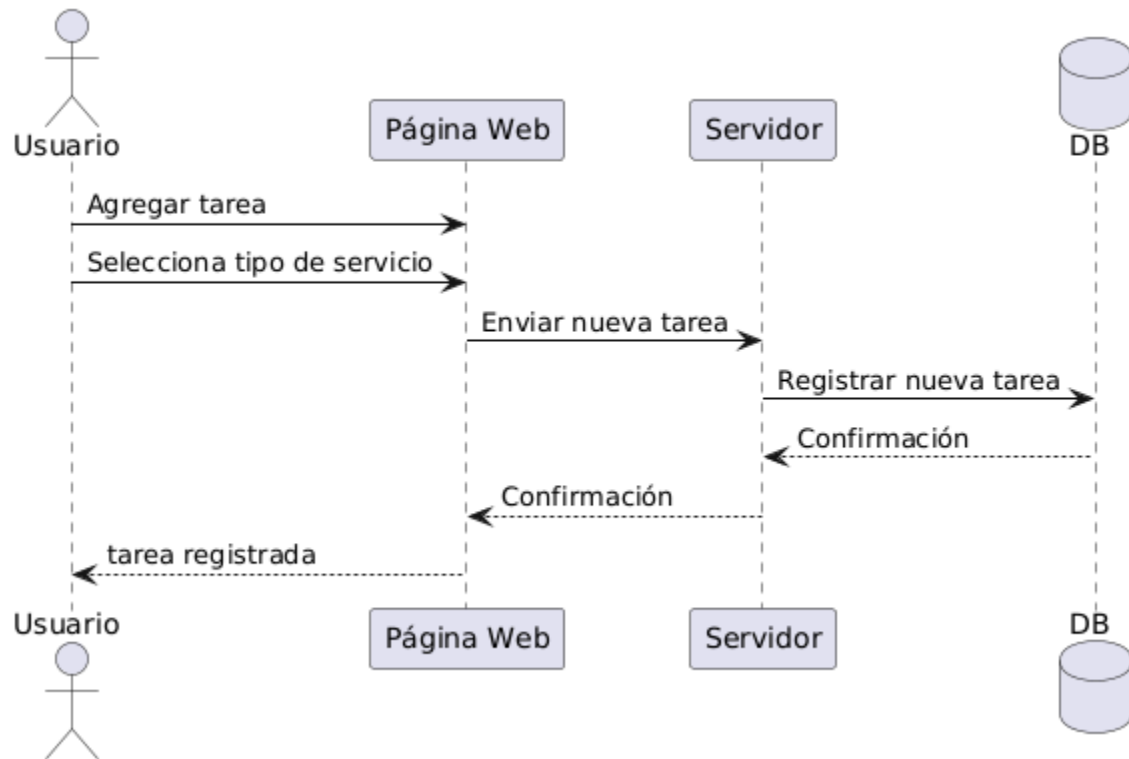 Usuario
Página Web
Servidor
DB
Agregar tarea
Selecciona tipo de servicio
Enviar nueva tarea
Registrar nueva tarea
Confirmación
Confirmación
tarea registrada
Usuario
Página Web
Servidor
DB